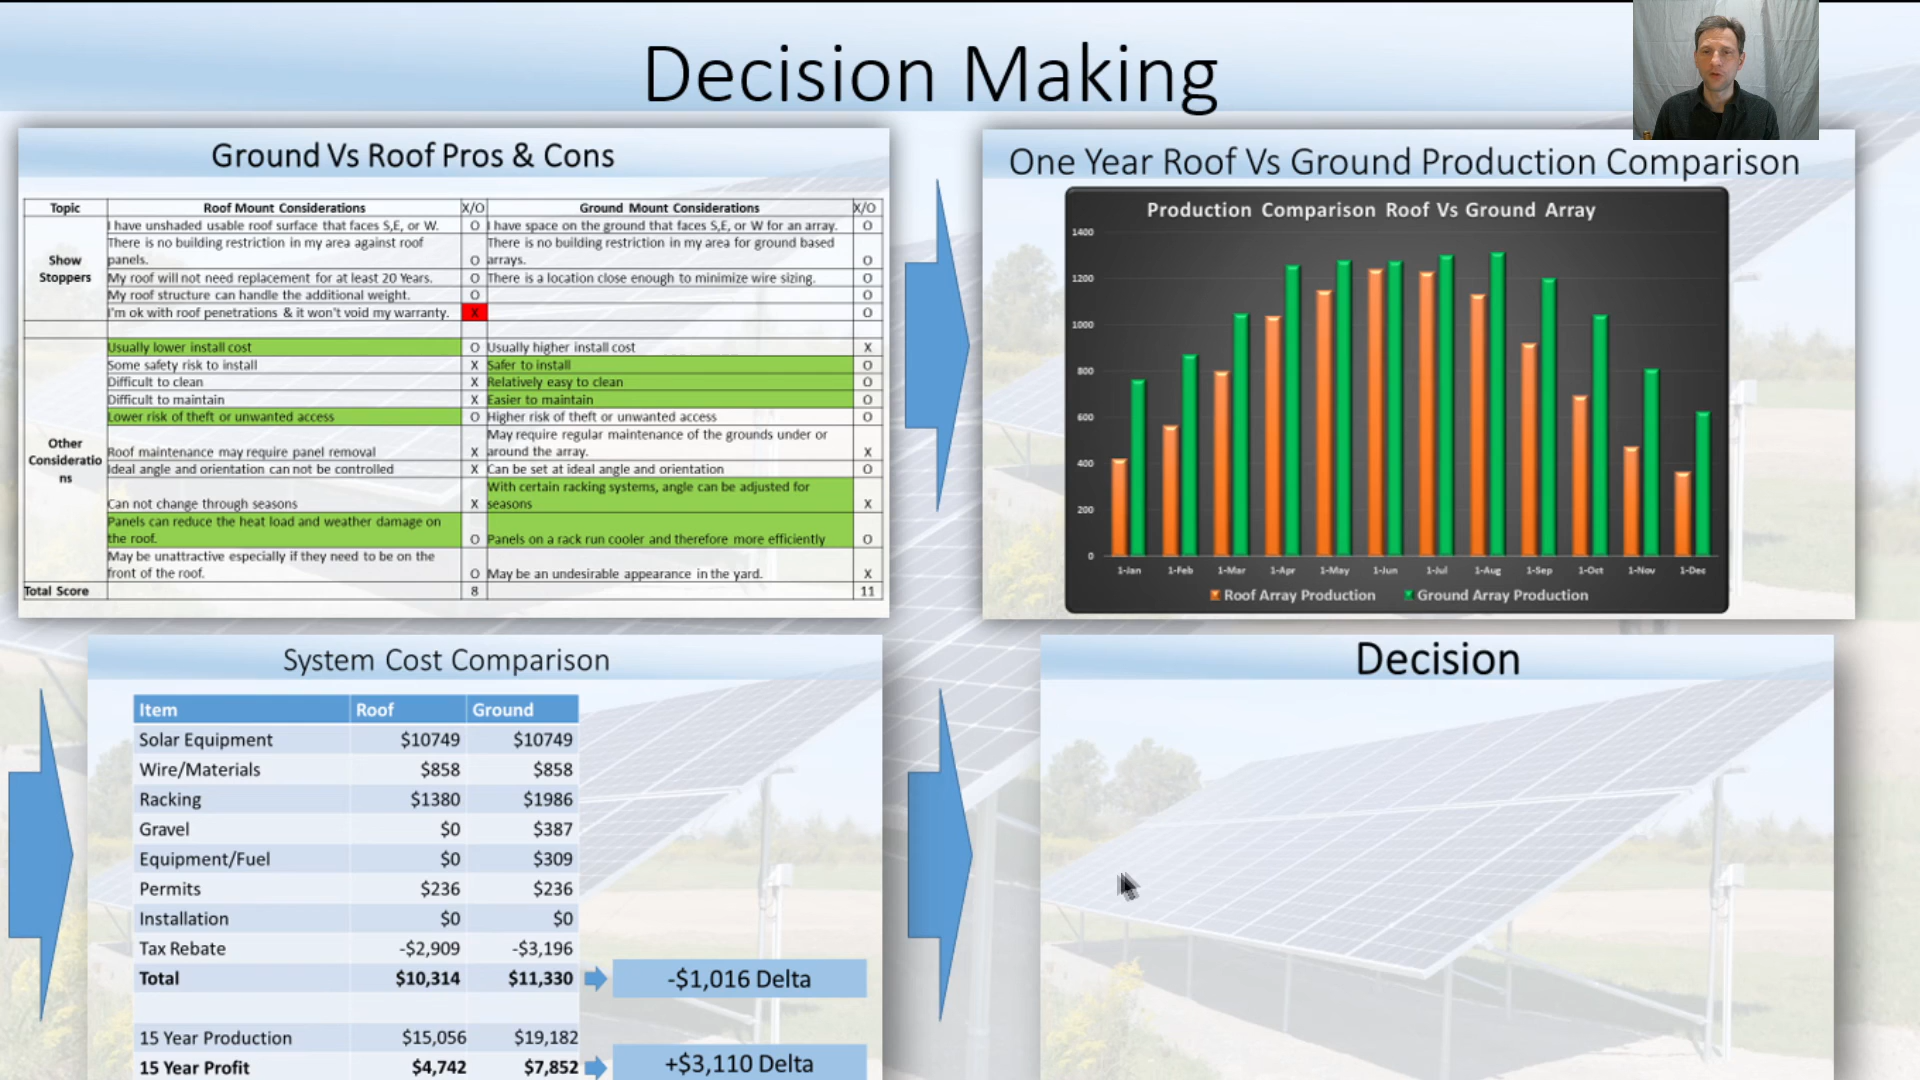 Decision Making
Ground Vs Roof Pros & Cons
Topic Roof Mount Considerations X/O Ground Mount Considerations X/O
Show Stoppers
I have unshaded usable roof surface that faces S,E, or W. O I have space on the ground that faces S,E, or W for an array. O
There is no building restriction in my area against roof panels. O There is no building restriction in my area for ground based arrays. O
My roof will not need replacement for at least 20 Years. O There is a location close enough to minimize wire sizing. O
My roof structure can handle the additional weight. O O
I'm ok with roof penetrations & it won't void my warranty. X O
Other Considerations
Usually lower install cost O Usually higher install cost X
Some safety risk to install X Safer to install O
Difficult to clean X Relatively easy to clean O
Difficult to maintain X Easier to maintain O
Lower risk of theft or unwanted access O Higher risk of theft or unwanted access O
Roof maintenance may require panel removal X May require regular maintenance of the grounds under or around the array. X
Ideal angle and orientation can not be controlled X Can be set at ideal angle and orientation O
Can not change through seasons X With certain racking systems, angle can be adjusted for seasons X
Panels can reduce the heat load and weather damage on the roof. O Panels on a rack run cooler and therefore more efficiently O
May be unattractive especially if they need to be on the front of the roof. O May be an undesirable appearance in the yard. X
Total Score 8 11
One Year Roof Vs Ground Production Comparison
Production Comparison Roof Vs Ground Array
1400
1200
1000
800
600
400
200
0
1-Jan 1-Feb 1-Mar 1-Apr 1-May 1-Jun 1-Jul 1-Aug 1-Sep 1-Oct 1-Nov 1-Dec
Roof Array Production Ground Array Production
System Cost Comparison
Item Roof Ground
Solar Equipment $10749 $10749
Wire/Materials $858 $858
Racking $1380 $1986
Gravel $0 $387
Equipment/Fuel $0 $309
Permits $236 $236
Installation $0 $0
Tax Rebate -$2,909 -$3,196
Total $10,314 $11,330 -$1,016 Delta
15 Year Production $15,056 $19,182
15 Year Profit $4,742 $7,852 +$3,110 Delta
Decision